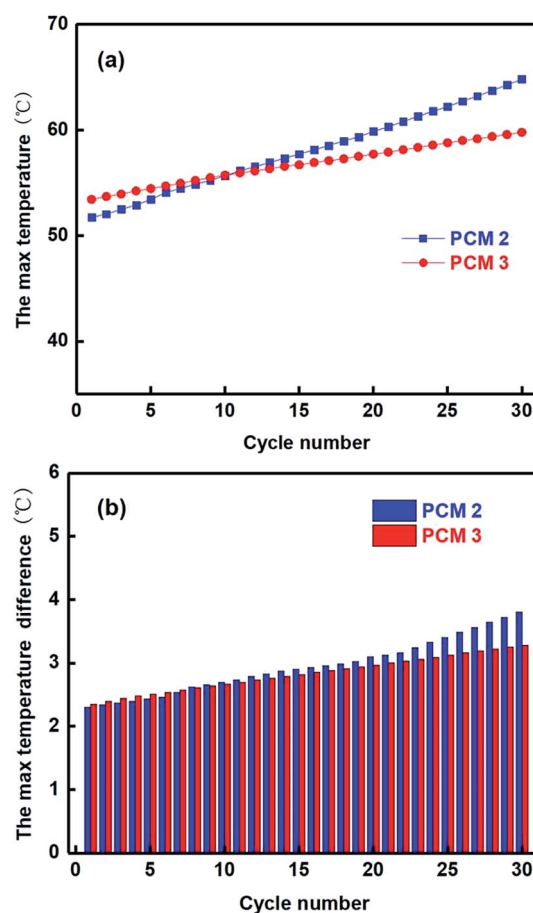 (a)
The max temperature (℃)
70
60
50
40
PCM 2
PCM 3
0 5 10 15 20 25 30
Cycle number
(b)
The max temperature difference (℃)
6
5
4
3
2
1
0
PCM 2
PCM 3
0 5 10 15 20 25 30
Cycle number